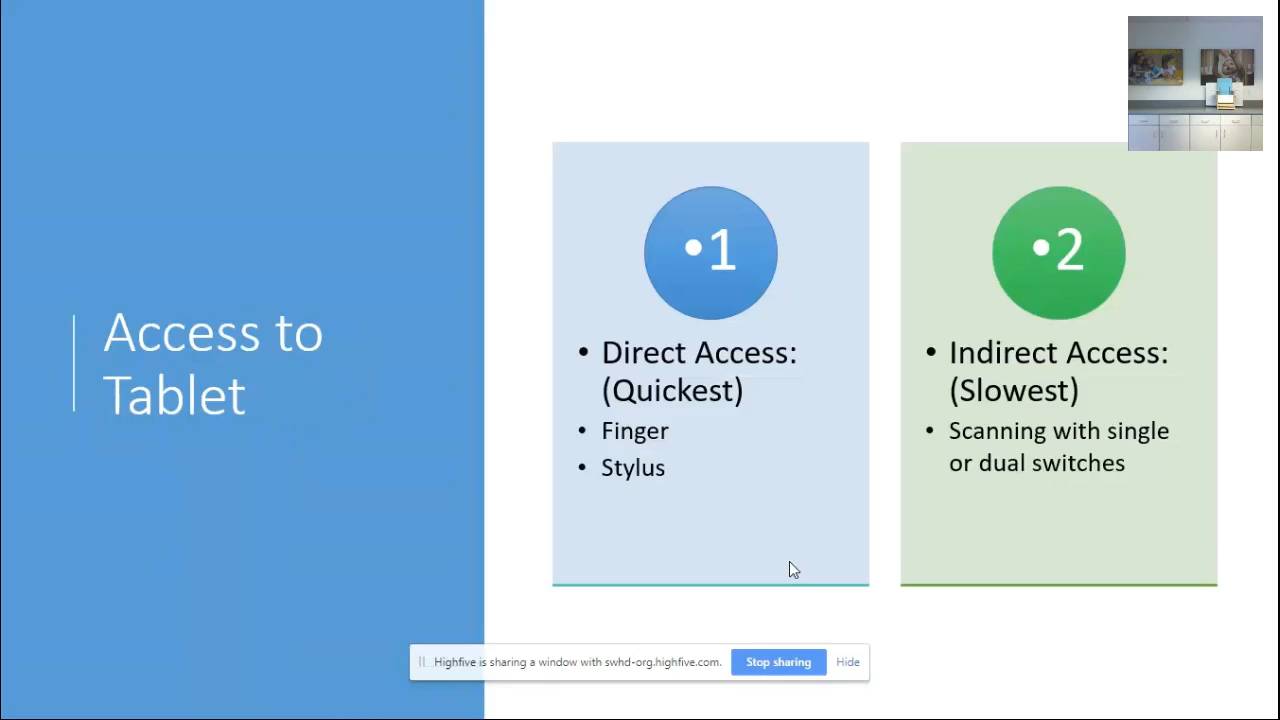 Access to
Tablet
•1
• Direct Access:
(Quickest)
• Finger
• Stylus
•2
• Indirect Access:
(Slowest)
• Scanning with single
or dual switches
Highfive is sharing a window with swhd-org.highfive.com.
Stop sharing
Hide